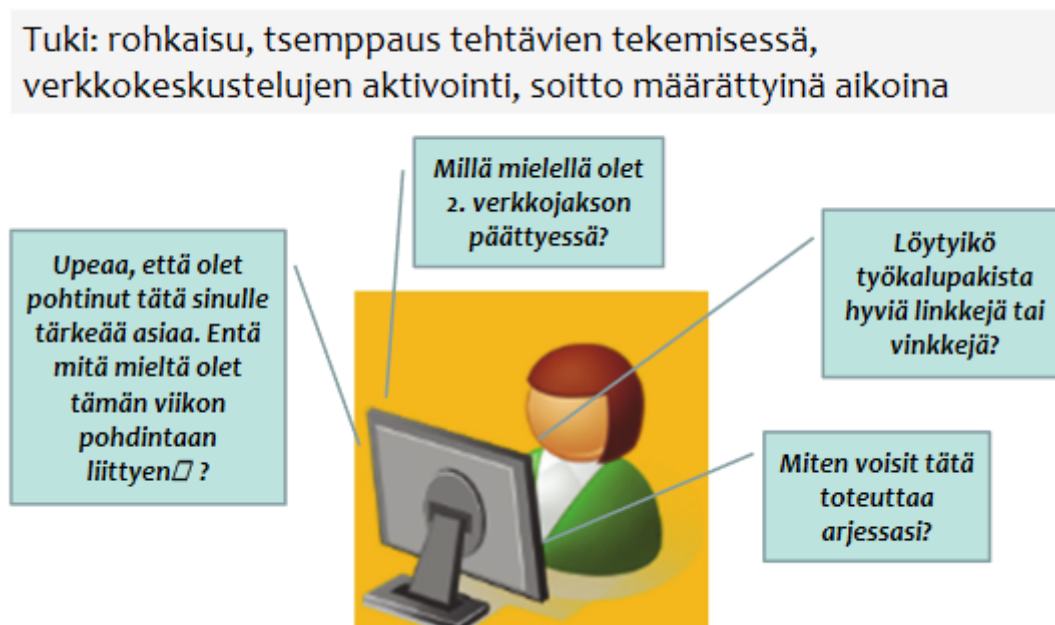 Tuki: rohkaisu, tsemppaus tehtävien tekemisessä,
verkkokeskustelujen aktivointi, soitto määrättyinä aikoina
Millä mielellä olet
2. verkkojakson
päättyessä?
Upeaa, että olet
pohtinut tätä sinulle
tärkeää asiaa. Entä
mitä mieltä olet
tämän viikon
pohdintaan
liittyen□ ?
Löytyikö
työkalupakista
hyviä linkkejä tai
vinkkejä?
Miten voisit tätä
toteuttaa
arjessasi?